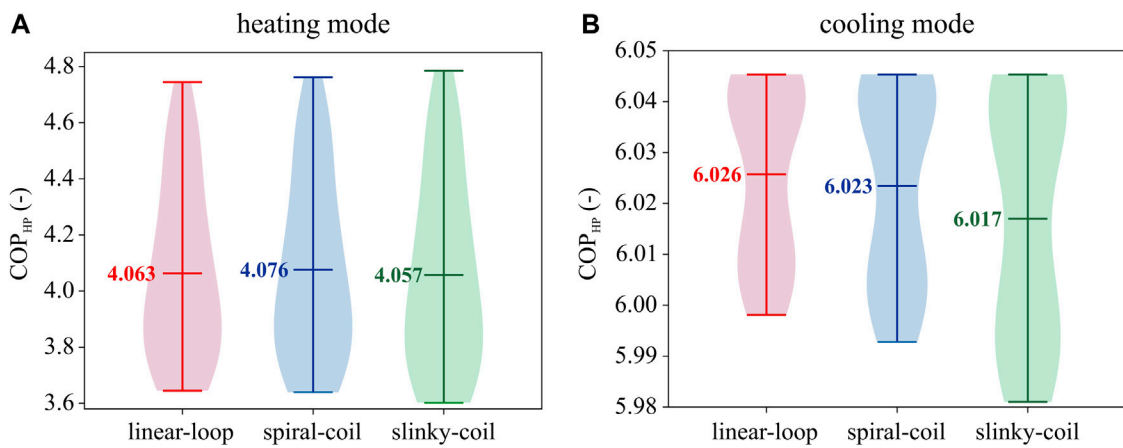 A
heating mode
COP_HP (-)
4.8
4.6
4.4
4.2
4.0
3.8
3.6
4.063
4.076
4.057
linear-loop
spiral-coil
slinky-coil
B
cooling mode
COP_HP (-)
6.05
6.04
6.03
6.02
6.01
6.00
5.99
5.98
6.026
6.023
6.017
linear-loop
spiral-coil
slinky-coil